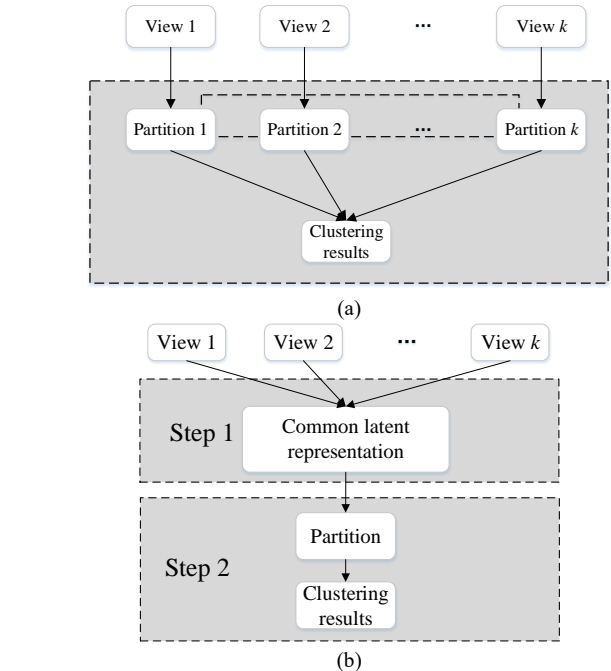 View 1 View 2 ... View k
Partition 1 Partition 2 ... Partition k
Clustering
results
(a)
View 1 View 2 ... View k
Step 1
Common latent
representation
Step 2
Partition
Clustering
results
(b)